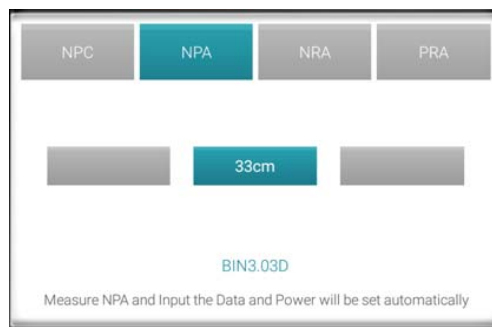 NPC NPA NRA PRA
33cm
BIN3.03D
Measure NPA and Input the Data and Power will be set automatically